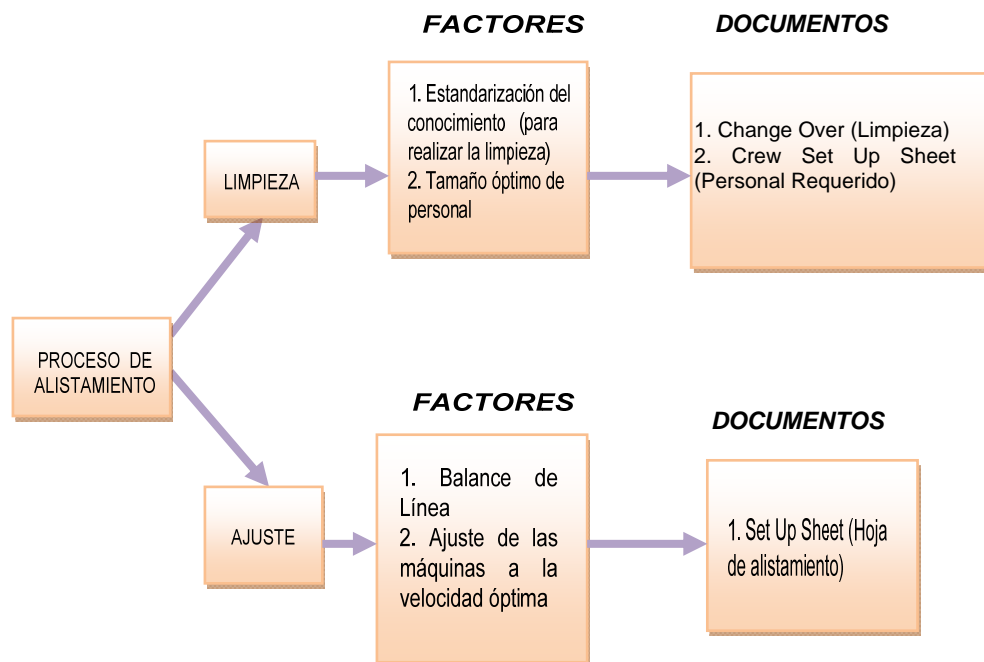 FACTORES
DOCUMENTOS
1. Estandarización del
conocimiento (para
realizar la limpieza)
2. Tamaño óptimo de
personal
1. Change Over (Limpieza)
2. Crew Set Up Sheet
(Personal Requerido)
LIMPIEZA
PROCESO DE
ALISTAMIENTO
FACTORES
DOCUMENTOS
1. Balance de
Línea
2. Ajuste de las
máquinas a la
velocidad óptima
1. Set Up Sheet (Hoja
de alistamiento)
AJUSTE